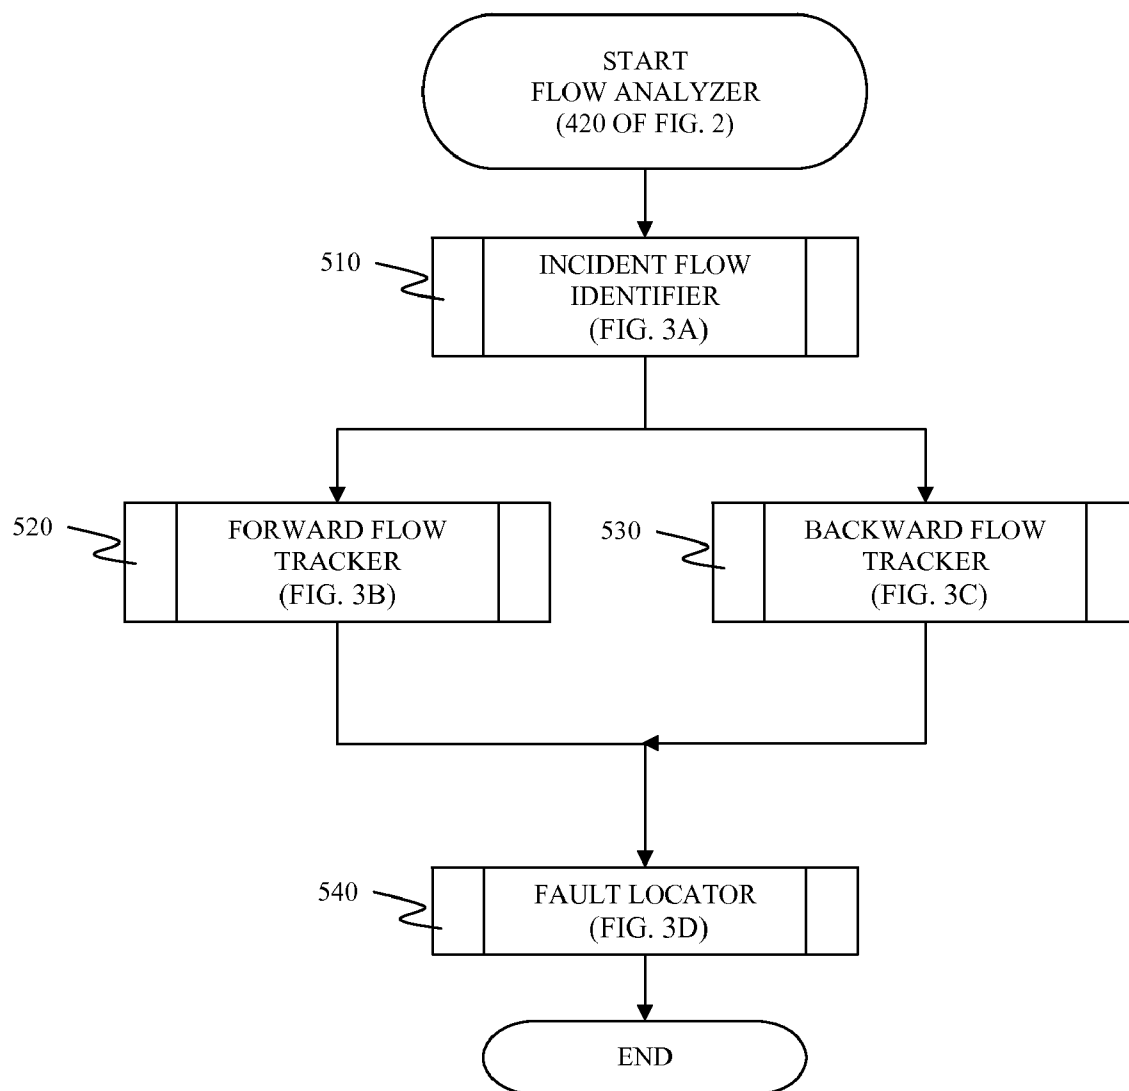 START
FLOW ANALYZER
(420 OF FIG. 2)
510
INCIDENT FLOW
IDENTIFIER
(FIG. 3A)
520
FORWARD FLOW
TRACKER
(FIG. 3B)
530
BACKWARD FLOW
TRACKER
(FIG. 3C)
540
FAULT LOCATOR
(FIG. 3D)
END